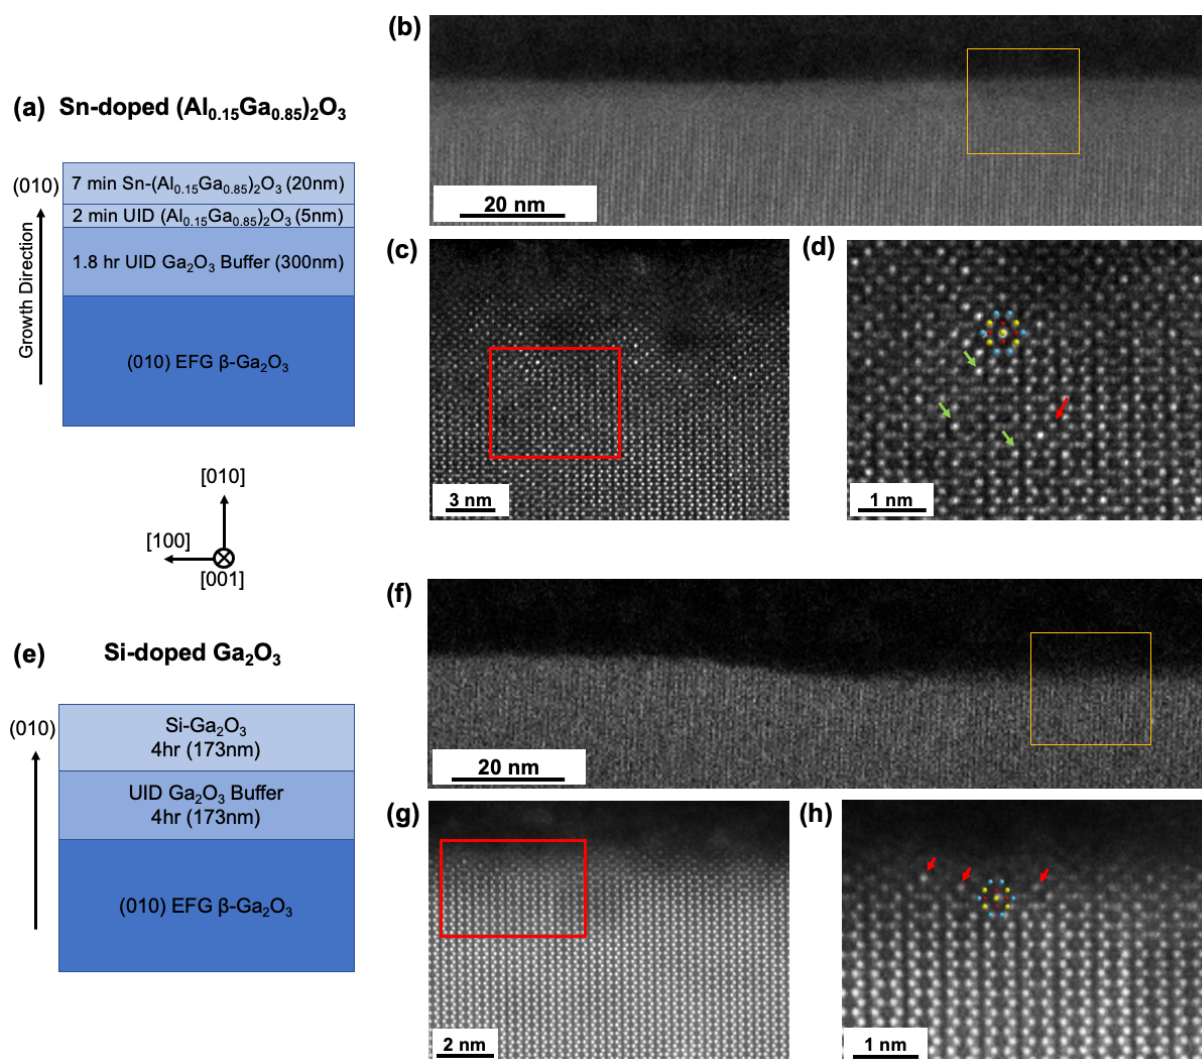 (a) Sn-doped (Al₀.₁₅Ga₀.₈₅)₂O₃
(010)
Growth Direction
7 min Sn-(Al₀.₁₅Ga₀.₈₅)₂O₃ (20nm)
2 min UID (Al₀.₁₅Ga₀.₈₅)₂O₃ (5nm)
1.8 hr UID Ga₂O₃ Buffer (300nm)
(010) EFG β-Ga₂O₃
(b)
20 nm
(c)
3 nm
(d)
1 nm
[010]
[100]
[001]
(e) Si-doped Ga₂O₃
(010)
Si-Ga₂O₃
4hr (173nm)
UID Ga₂O₃ Buffer
4hr (173nm)
(010) EFG β-Ga₂O₃
(f)
20 nm
(g)
2 nm
(h)
1 nm